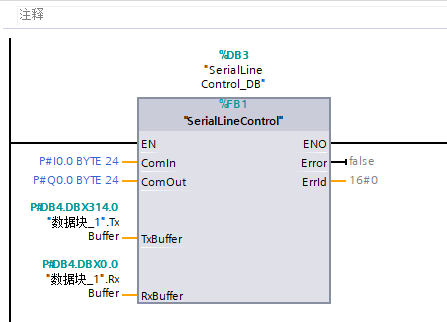 注释
%DB3
"SerialLine
Control_DB"
%FB1
"SerialLineControl"
EN ENO
P#I0.0 BYTE 24 ComIn Error false
P#Q0.0 BYTE 24 ComOut ErrId 16#0
P#DB4.DBX314.0
"数据块_1".Tx
Buffer TxBuffer
P#DB4.DBX0.0
"数据块_1".Rx
Buffer RxBuffer